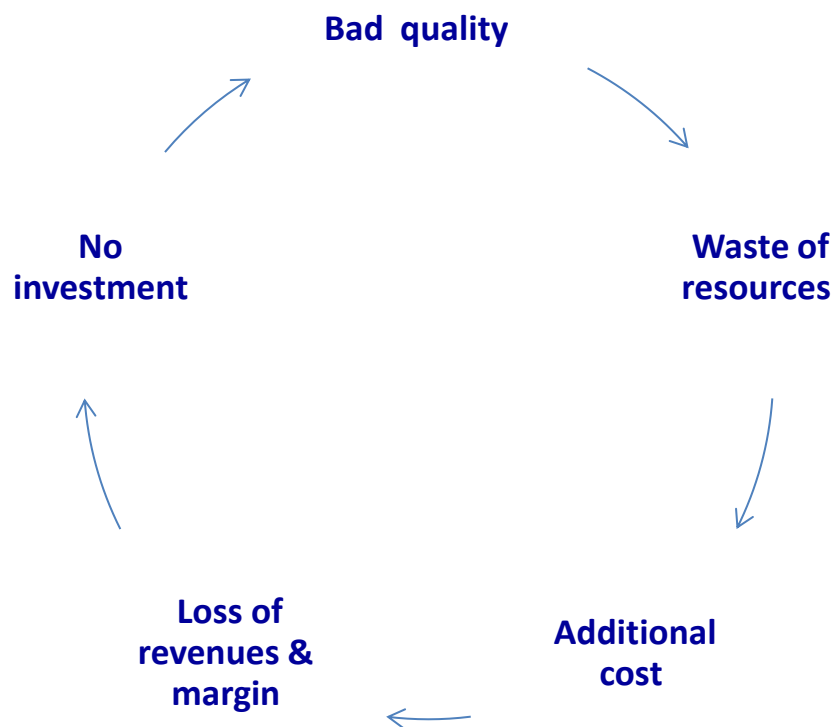 Bad  quality
Waste of
resources
Additional
cost
Loss of
revenues &
margin
No
investment